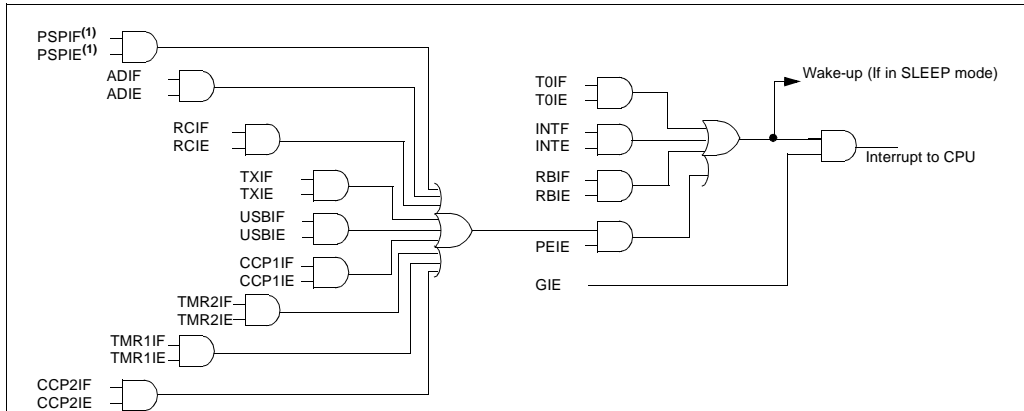 PSPIF(1)
PSPIE(1)
ADIF
ADIE
RCIF
RCIE
TXIF
TXIE
USBIF
USBIE
CCP1IF
CCP1IE
TMR2IF
TMR2IE
TMR1IF
TMR1IE
CCP2IF
CCP2IE
T0IF
T0IE
INTF
INTE
RBIF
RBIE
PEIE
GIE
Wake-up (If in SLEEP mode)
Interrupt to CPU